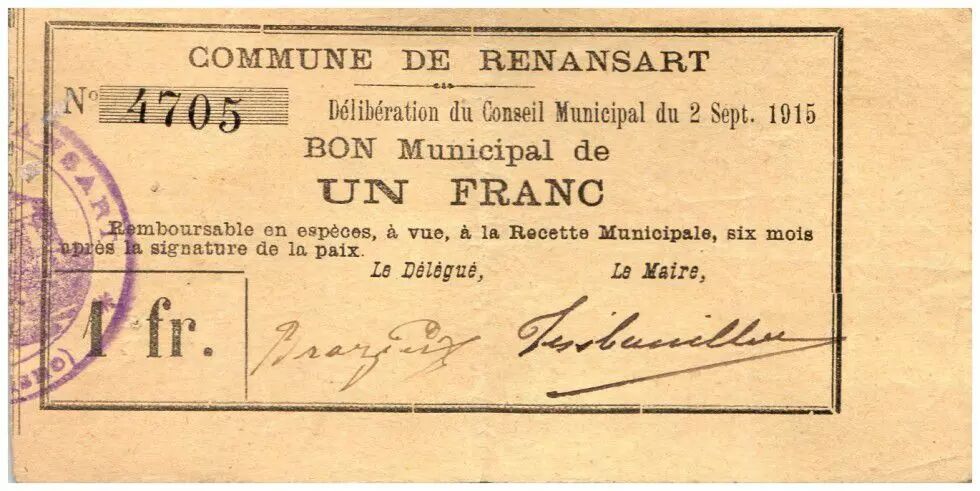 COMMUNE DE RENANSART
N° 4705
Délibération du Conseil Municipal du 2 Sept. 1915
BON Municipal de
UN FRANC
Remboursable en espèces, à vue, à la Recette Municipale, six mois
après la signature de la paix.
Le Délégué, Le Maire,
1 fr.